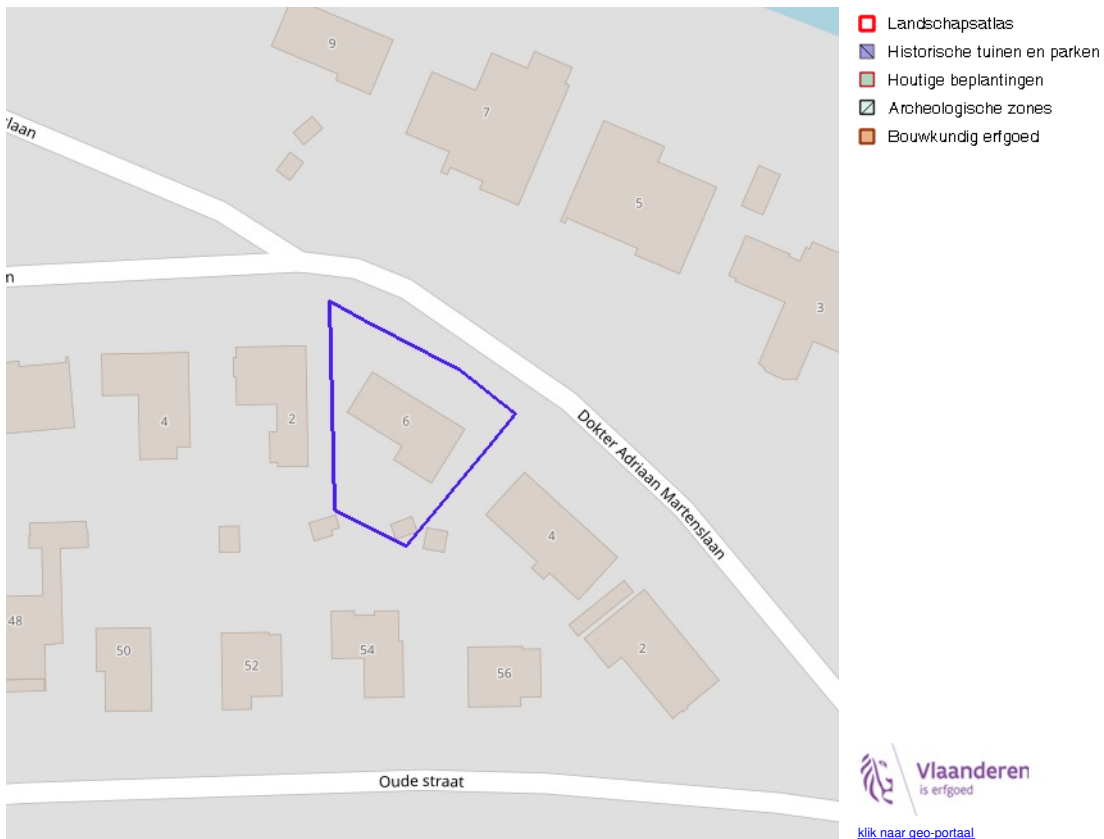 9
7
5
3
laan
n
4
2
6
Dokter Adriaan Martenslaan
4
2
48
50
52
54
56
Oude straat
Landschapsatlas
Historische tuinen en parken
Houtige beplantingen
Archeologische zones
Bouwkundig erfgoed
Vlaanderen
is erfgoed
klik naar geo-portaal